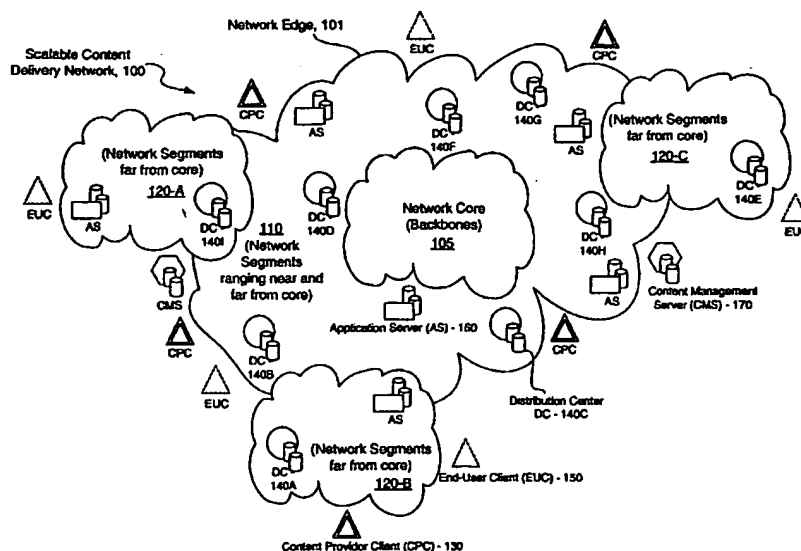 Network Edge, 101
EUC
Scalable Content
Delivery Network, 100
CPC
CPC
AS
DC
140F
DC
140G
AS
(Network Segments
far from core)
120-A
(Network Segments
far from core)
120-C
EUC
AS
DC
140I
DC
140D
110
(Network
Segments
ranging near and
far from core)
Network Core
(Backbones)
105
DC
140E
EUC
DC
140H
CMS
AS
Content Management
Server (CMS) - 170
Application Server (AS) - 160
CPC
CPC
DC
140B
EUC
AS
Distribution Center
DC - 140C
DC
140A
(Network Segments
far from core)
120-B
End-User Client (EUC) - 150
Content Provider Client (CPC) - 130